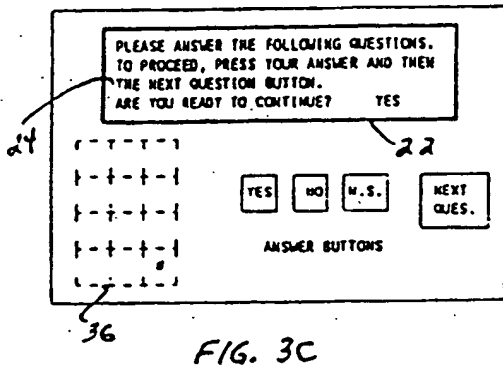 PLEASE ANSWER THE FOLLOWING QUESTIONS.
TO PROCEED, PRESS YOUR ANSWER AND THEN
THE NEXT QUESTION BUTTON.
ARE YOU READY TO CONTINUE? YES
24
22
YES NO N.S. NEXT QUES.
ANSWER BUTTONS
36
FIG. 3C